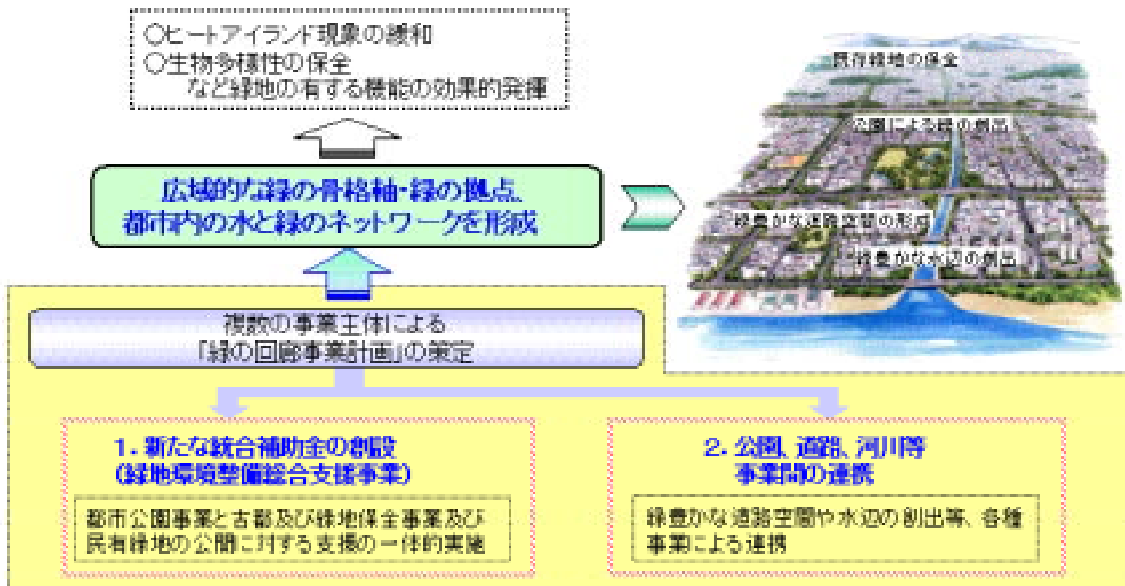 ○ヒートアイランド現象の緩和
○生物多様性の保全
など緑地の有する機能の効果的発揮
広域的な緑の骨格軸・緑の拠点、
都市内の水と緑のネットワークを形成
既存緑地の保全
公園による緑の創出
緑豊かな道路空間の形成
緑豊かな水辺の創出
複数の事業主体による
「緑の回廊事業計画」の策定
1．新たな統合補助金の創設
（緑地環境整備総合支援事業）
都市公園事業と古都及び緑地保全事業及び
民有緑地の公開に対する支援の一体的実施
2．公園、道路、河川等
事業間の連携
緑豊かな道路空間や水辺の創出等、各種
事業による連携